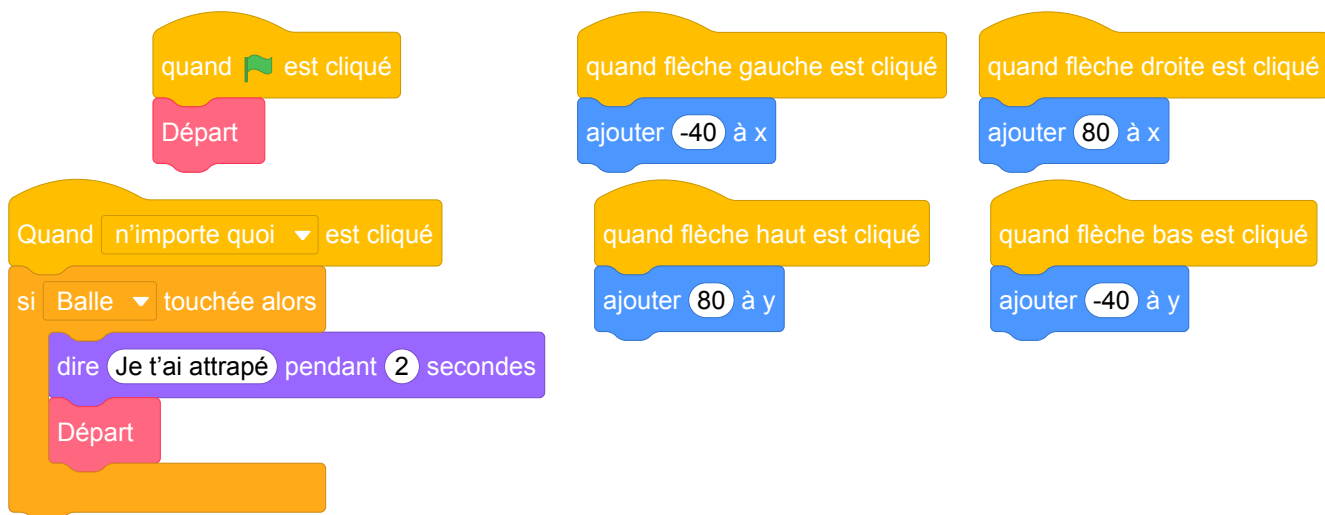 quand est cliqué
Départ
quand flèche gauche est cliqué
ajouter -40 à x
quand flèche droite est cliqué
ajouter 80 à x
Quand n'importe quoi est cliqué
si Balle touchée alors
dire Je t'ai attrapé pendant 2 secondes
Départ
quand flèche haut est cliqué
ajouter 80 à y
quand flèche bas est cliqué
ajouter -40 à y